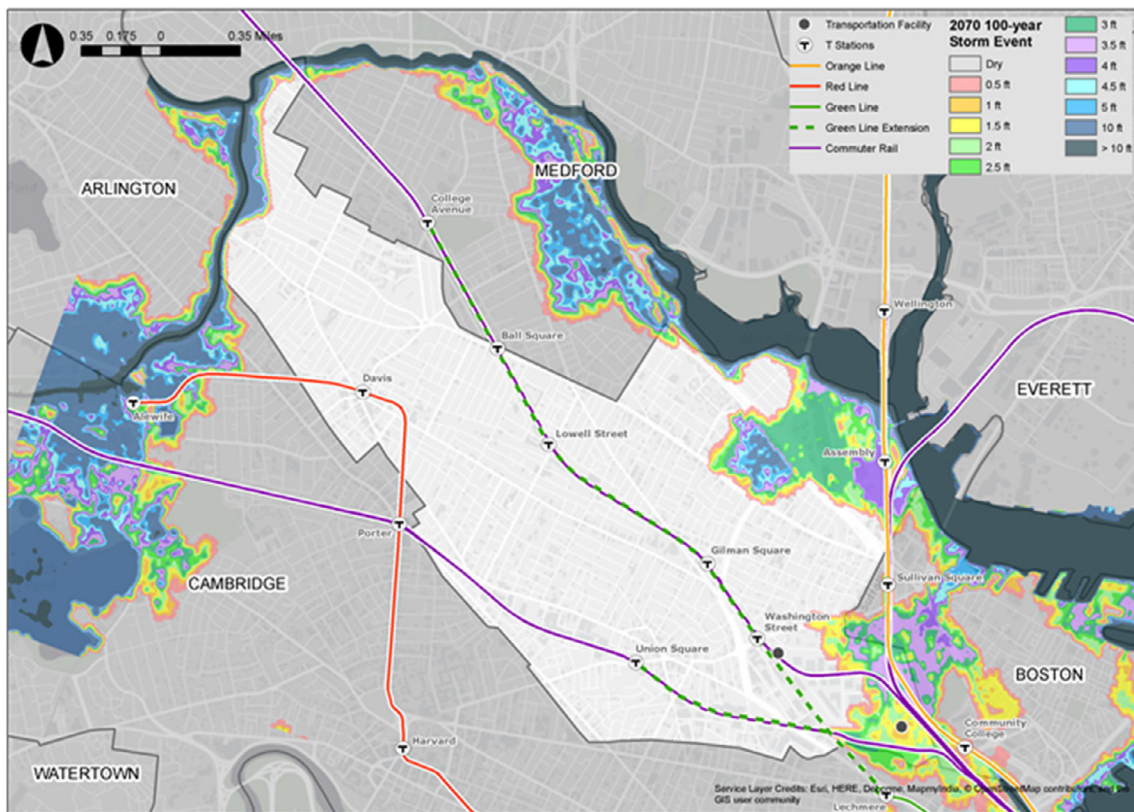 0.35 0.175 0 0.35 Miles
Transportation Facility
T Stations
Orange Line
Red Line
Green Line
Green Line Extension
Commuter Rail
2070 100-year
Storm Event
Dry
0.5 ft
1 ft
1.5 ft
2 ft
2.5 ft
3 ft
3.5 ft
4 ft
4.5 ft
5 ft
10 ft
> 10 ft
ARLINGTON
MEDFORD
College
Avenue
Wellington
Ball Square
EVERETT
Davis
Alewife
Lowell Street
Assembly
Porter
Gilman Square
CAMBRIDGE
Sullivan Square
Washington
Street
Union Square
BOSTON
Community
College
Harvard
WATERTOWN
Service Layer Credits: Esri, HERE, DeLorme, MapmyIndia, © OpenStreetMap contributors, and the
GIS user community
Lechmere